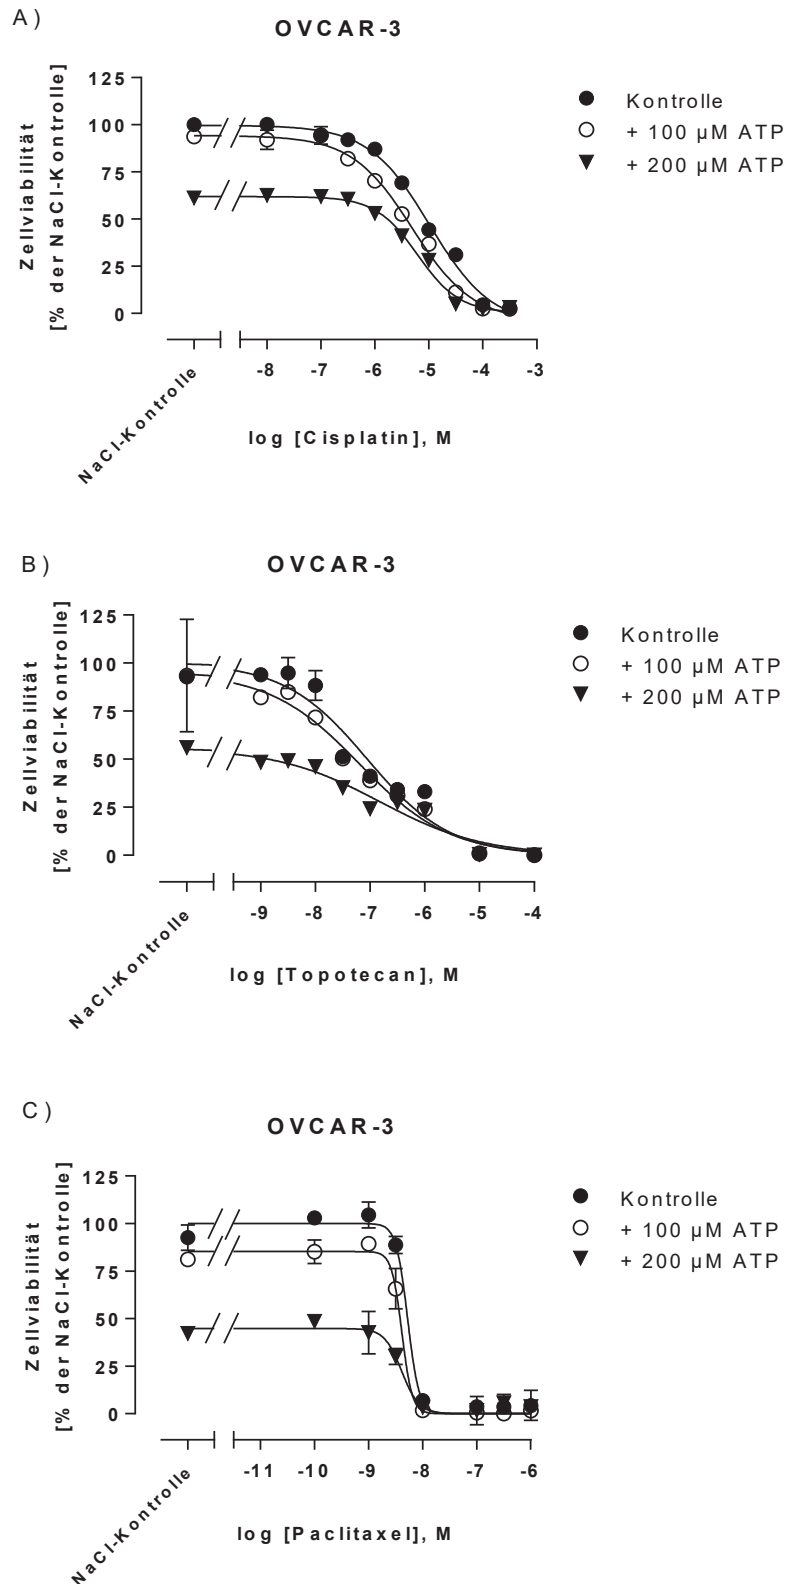 A)
OVCAR-3
Zellviabilität
[% der NaCl-Kontrolle]
125
100
75
50
25
0
Kontrolle
+ 100 µM ATP
+ 200 µM ATP
NaCl-Kontrolle
-8 -7 -6 -5 -4 -3
log [Cisplatin], M
B)
OVCAR-3
Zellviabilität
[% der NaCl-Kontrolle]
125
100
75
50
25
0
Kontrolle
+ 100 µM ATP
+ 200 µM ATP
NaCl-Kontrolle
-9 -8 -7 -6 -5 -4
log [Topotecan], M
C)
OVCAR-3
Zellviabilität
[% der NaCl-Kontrolle]
125
100
75
50
25
0
Kontrolle
+ 100 µM ATP
+ 200 µM ATP
NaCl-Kontrolle
-11 -10 -9 -8 -7 -6
log [Paclitaxel], M